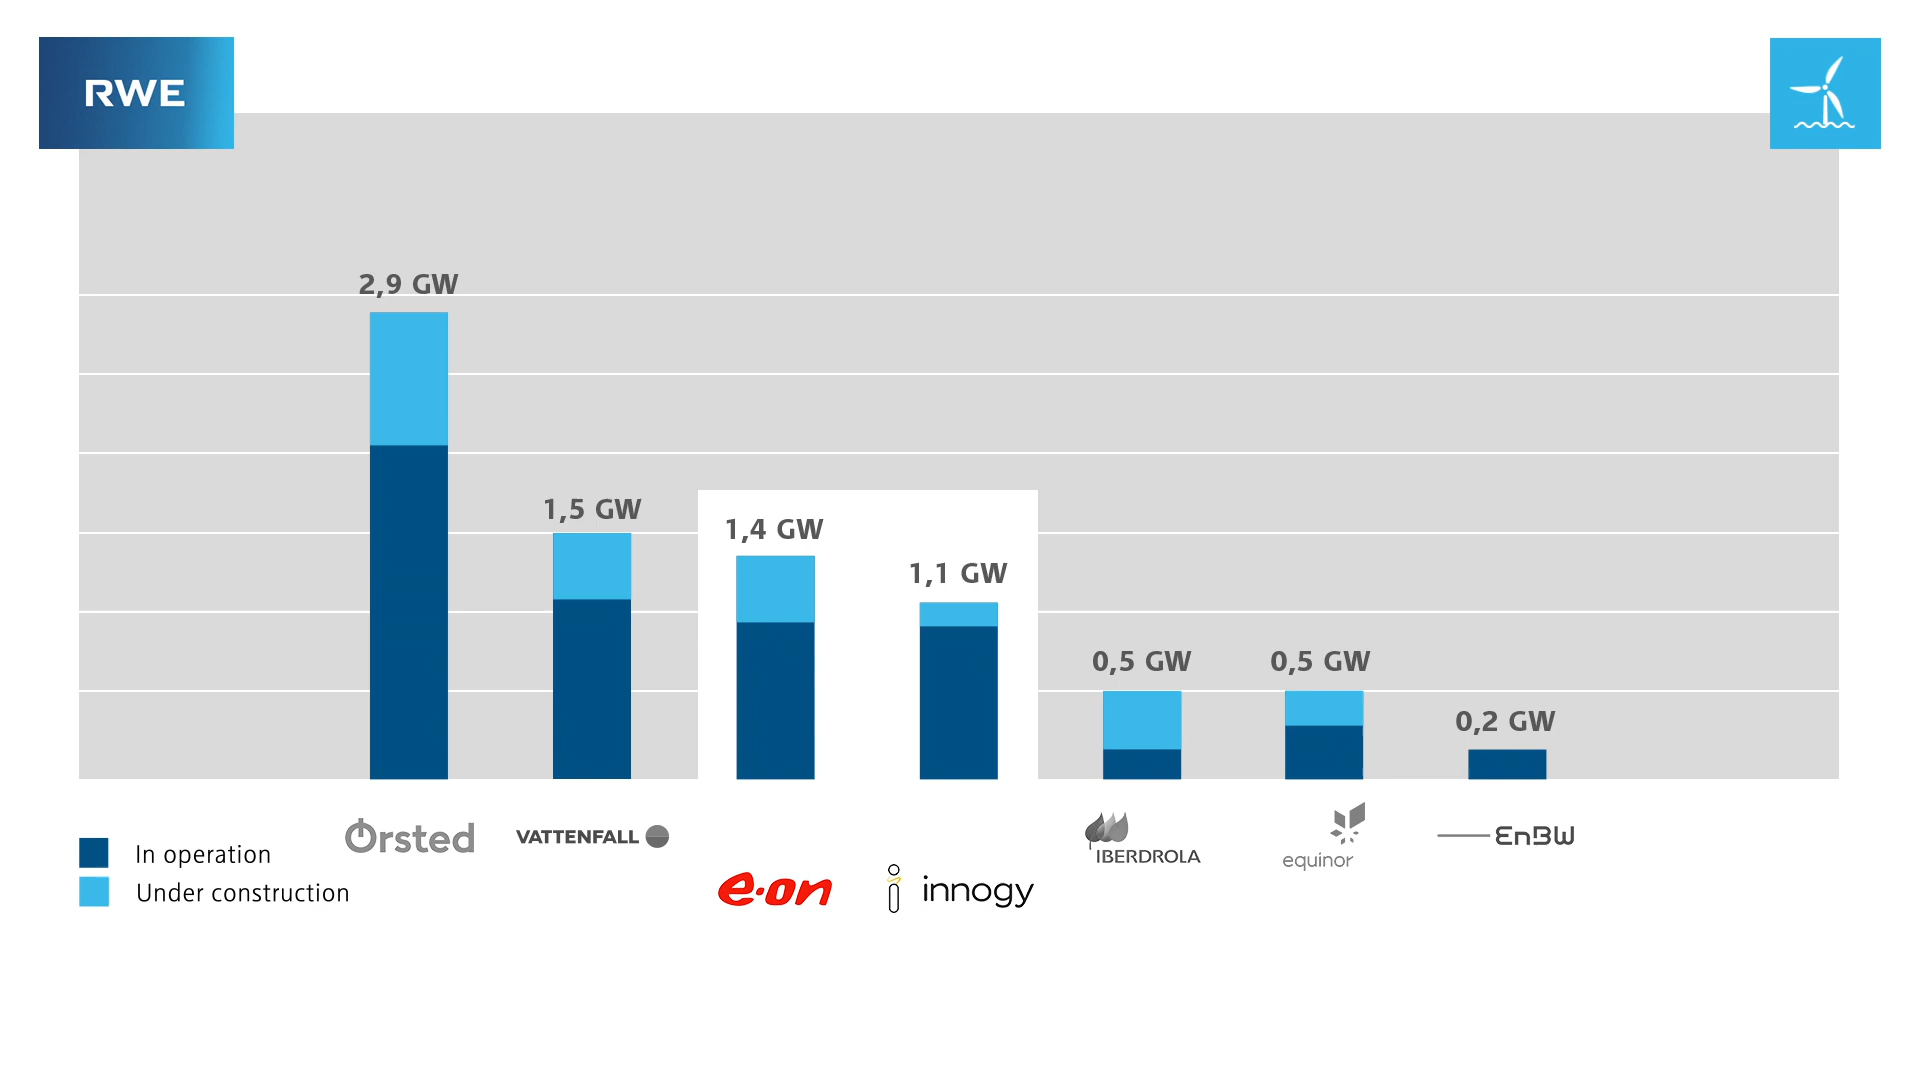 RWE
2,9 GW
1,5 GW
1,4 GW
1,1 GW
0,5 GW
0,5 GW
0,2 GW
Ørsted
VATTENFALL
e·on
innogy
IBERDROLA
equinor
EnBW
In operation
Under construction